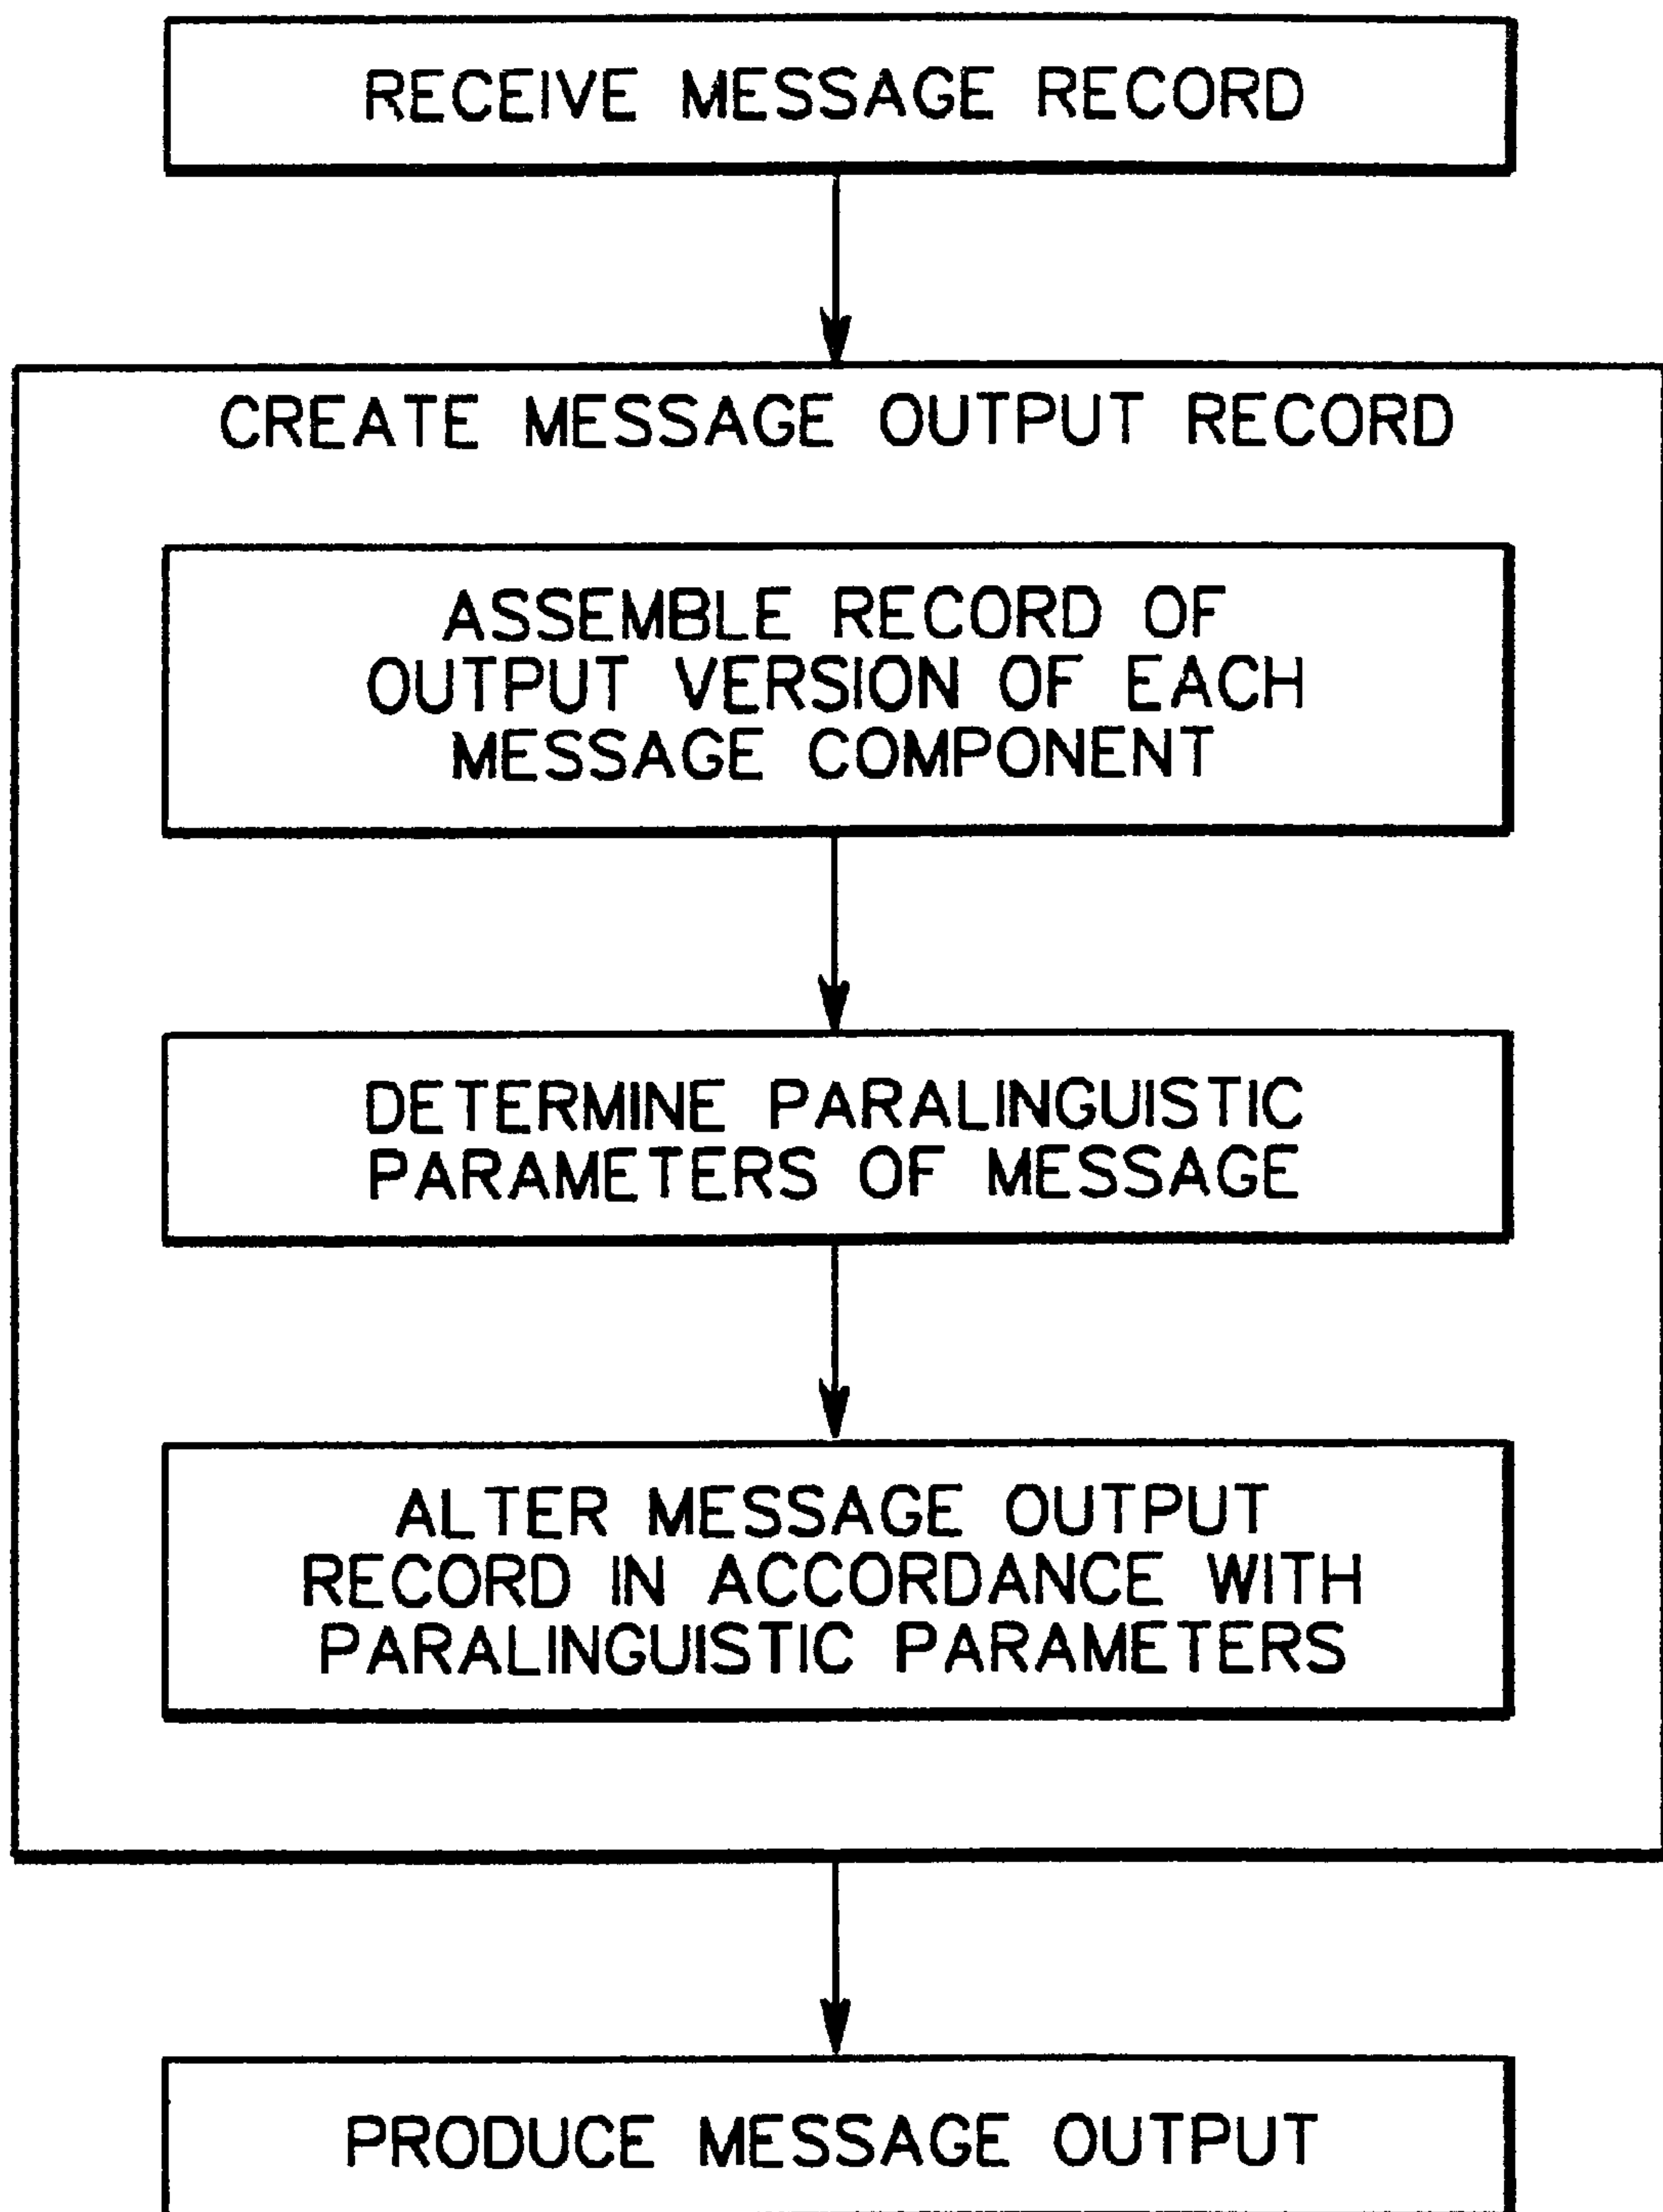 RECEIVE MESSAGE RECORD
CREATE MESSAGE OUTPUT RECORD
ASSEMBLE RECORD OF
OUTPUT VERSION OF EACH
MESSAGE COMPONENT
DETERMINE PARALINGUISTIC
PARAMETERS OF MESSAGE
ALTER MESSAGE OUTPUT
RECORD IN ACCORDANCE WITH
PARALINGUISTIC PARAMETERS
PRODUCE MESSAGE OUTPUT